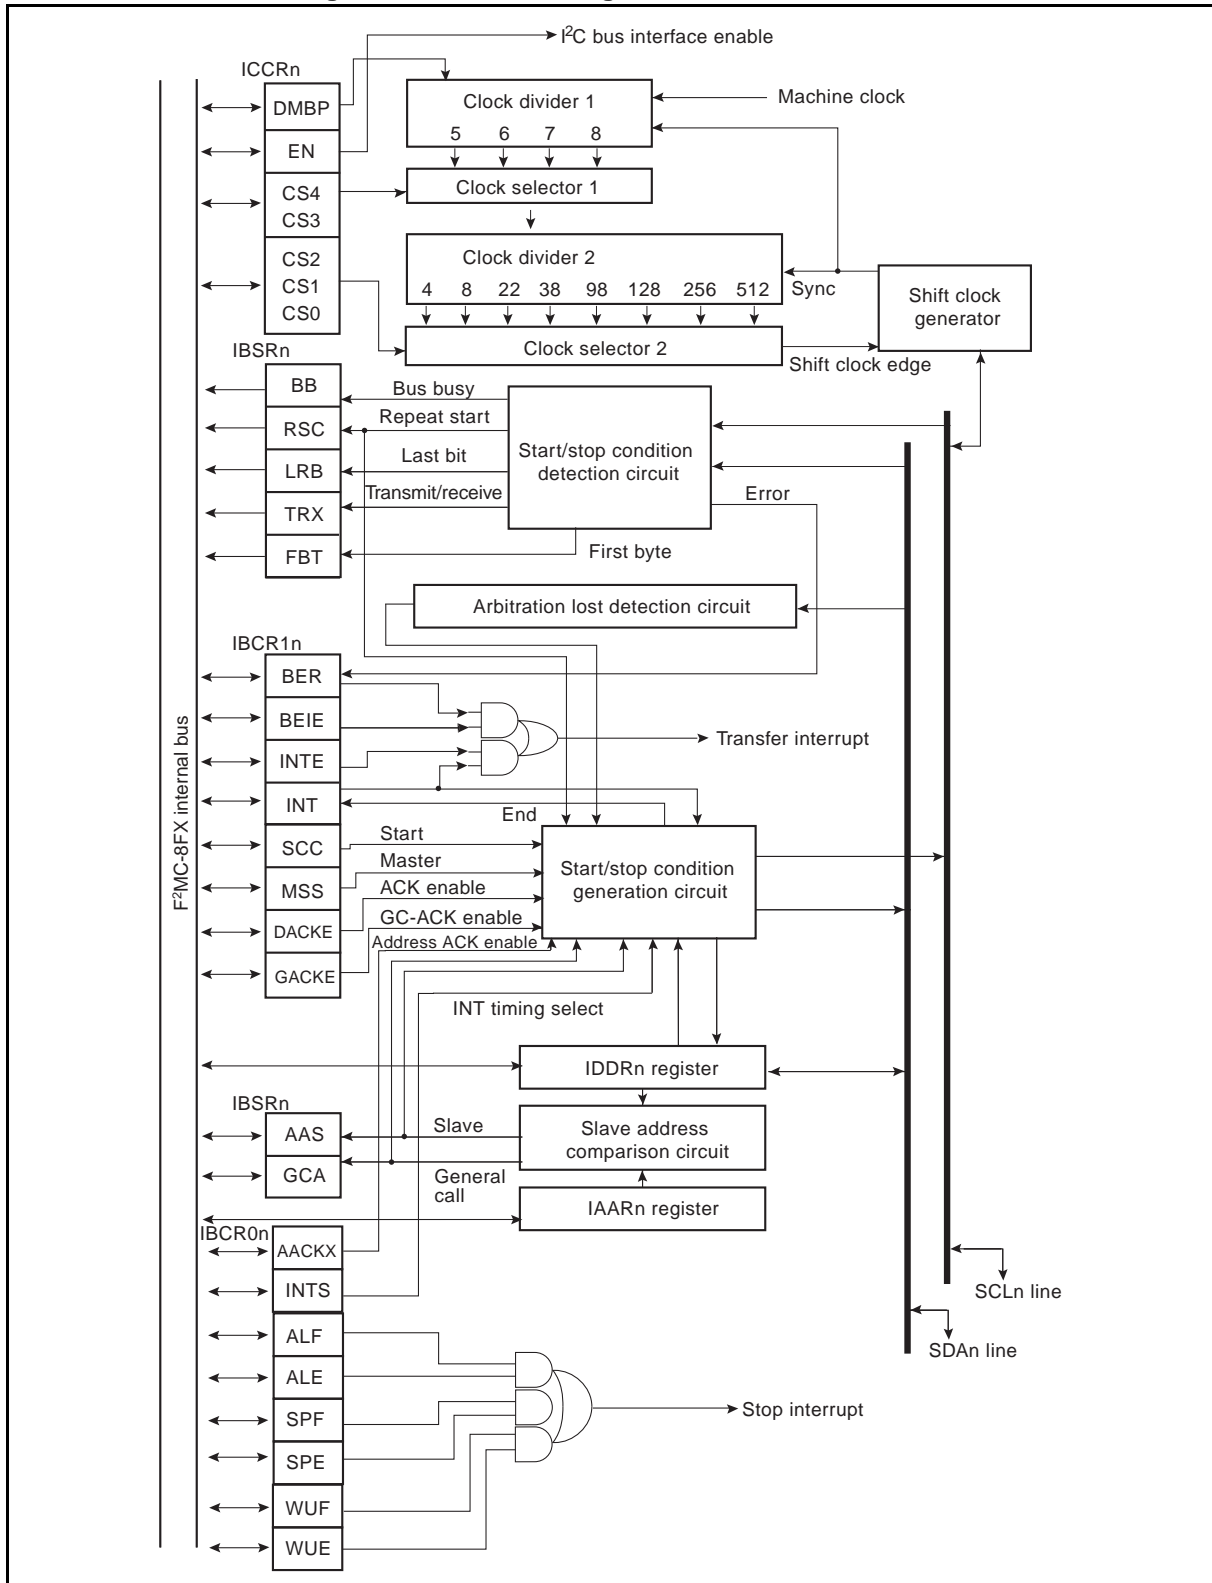 I²C bus interface enable
ICCRn
DMBP
EN
CS4
CS3
CS2
CS1
CS0
Clock divider 1
5 6 7 8
Machine clock
Clock selector 1
Clock divider 2
4 8 22 38 98 128 256 512
Sync
Shift clock
generator
Clock selector 2
Shift clock edge
IBSRn
BB
RSC
LRB
TRX
FBT
Bus busy
Repeat start
Last bit
Transmit/receive
First byte
Start/stop condition
detection circuit
Error
Arbitration lost detection circuit
F²MC-8FX internal bus
IBCR1n
BER
BEIE
INTE
INT
SCC
MSS
DACKE
GACKE
Transfer interrupt
End
Start
Master
ACK enable
GC-ACK enable
Address ACK enable
Start/stop condition
generation circuit
INT timing select
IDDRn register
IBSRn
AAS
GCA
Slave
General
call
Slave address
comparison circuit
IAARn register
IBCR0n
AACKX
INTS
ALF
ALE
SPF
SPE
WUF
WUE
SCLn line
SDAn line
Stop interrupt